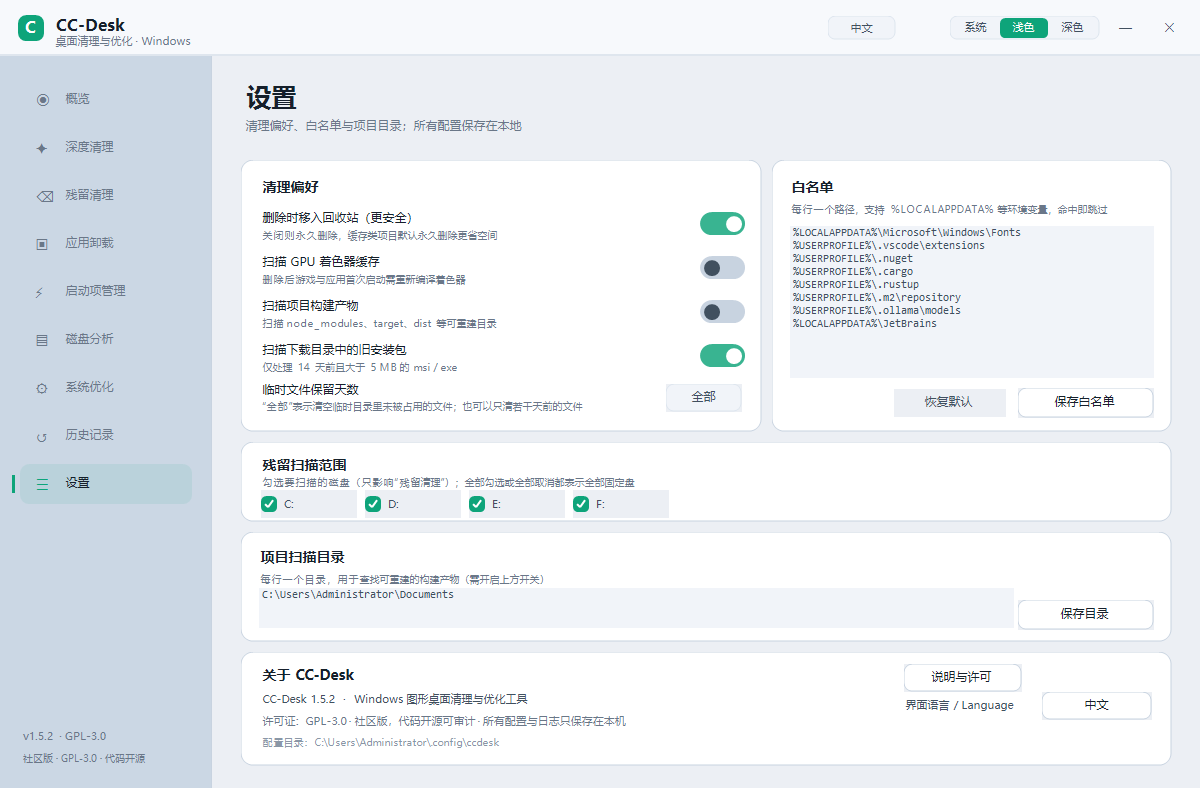 C
CC-Desk
桌面清理与优化 · Windows
中文
系统
浅色
深色
概览
深度清理
残留清理
应用卸载
启动项管理
磁盘分析
系统优化
历史记录
设置
v1.5.2 · GPL-3.0
社区版 · GPL-3.0 · 代码开源
设置
清理偏好、白名单与项目目录；所有配置保存在本地
清理偏好
删除时移入回收站（更安全）
关闭则永久删除，缓存类项目默认永久删除更省空间
扫描 GPU 着色器缓存
删除后游戏与应用首次启动需重新编译着色器
扫描项目构建产物
扫描 node_modules、target、dist 等可重建目录
扫描下载目录中的旧安装包
仅处理 14 天前且大于 5 MB 的 msi / exe
临时文件保留天数
“全部”表示清空临时目录里未被占用的文件；也可以只清若干天前的文件
全部
白名单
每行一个路径，支持 %LOCALAPPDATA% 等环境变量，命中即跳过
%LOCALAPPDATA%\Microsoft\Windows\Fonts
%USERPROFILE%\.vscode\extensions
%USERPROFILE%\.nuget
%USERPROFILE%\.cargo
%USERPROFILE%\.rustup
%USERPROFILE%\.m2\repository
%USERPROFILE%\.ollama\models
%LOCALAPPDATA%\JetBrains
恢复默认
保存白名单
残留扫描范围
勾选要扫描的磁盘（只影响“残留清理”）；全部勾选或全部取消都表示全部固定盘
C:
D:
E:
F:
项目扫描目录
每行一个目录，用于查找可重建的构建产物（需开启上方开关）
C:\Users\Administrator\Documents
保存目录
关于 CC-Desk
CC-Desk 1.5.2 · Windows 图形桌面清理与优化工具
许可证：GPL-3.0 · 社区版，代码开源可审计 · 所有配置与日志只保存在本机
配置目录：C:\Users\Administrator\.config\ccdesk
说明与许可
界面语言 / Language
中文